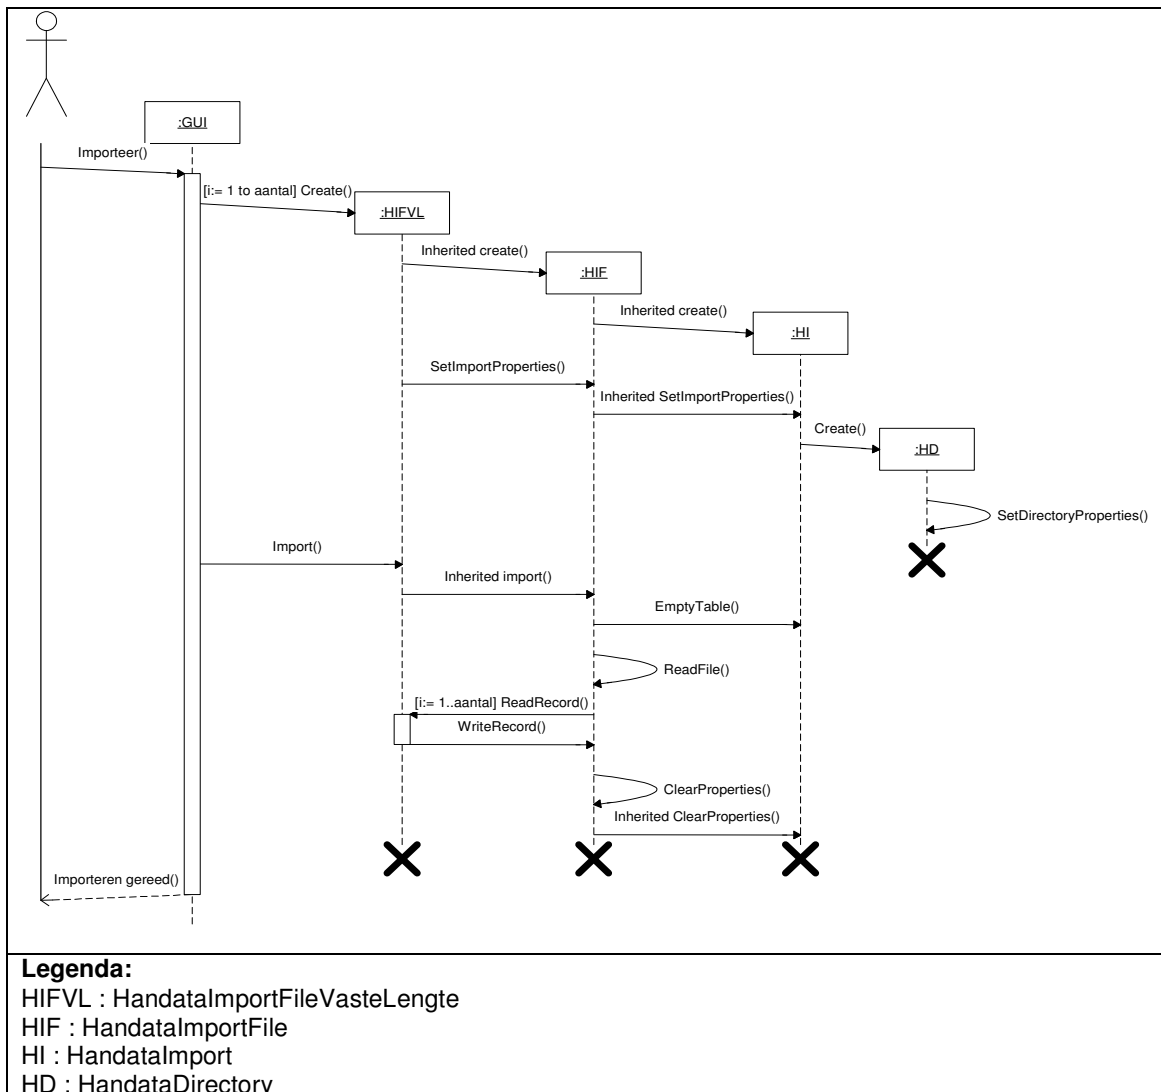 :GUI
Importeer()
[i:= 1 to aantal] Create()
:HIFVL
Inherited create()
:HIF
Inherited create()
:HI
SetImportProperties()
Inherited SetImportProperties()
Create()
:HD
SetDirectoryProperties()
Import()
Inherited import()
EmptyTable()
ReadFile()
[i:= 1..aantal] ReadRecord()
WriteRecord()
ClearProperties()
Inherited ClearProperties()
Importeren gereed()
Legenda:
HIFVL : HandataImportFileVasteLengte
HIF : HandataImportFile
HI : HandataImport
HD : HandataDirectory